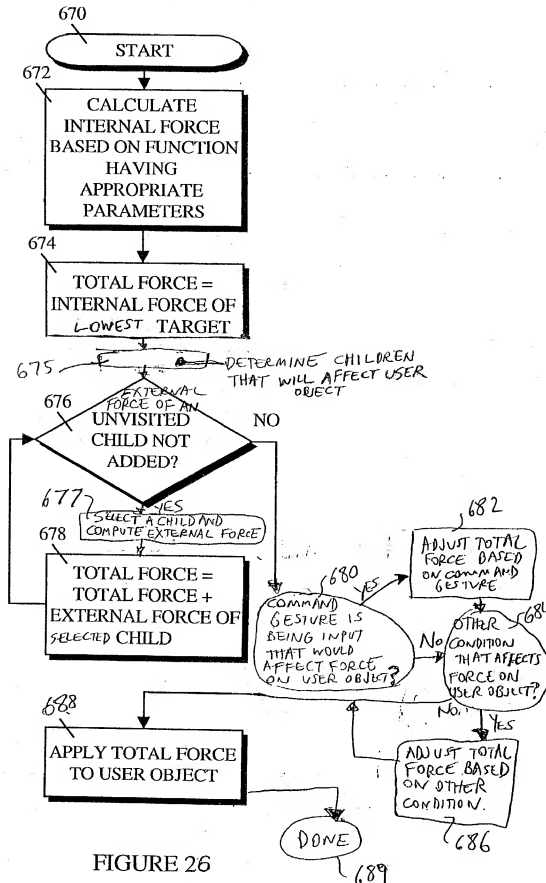 670
START
672
CALCULATE
INTERNAL FORCE
BASED ON FUNCTION
HAVING
APPROPRIATE
PARAMETERS
674
TOTAL FORCE =
INTERNAL FORCE OF
LOWEST TARGET
675
DETERMINE CHILDREN
THAT WILL AFFECT USER
OBJECT
676
EXTERNAL
FORCE OF AN
UNVISITED
CHILD NOT
ADDED?
NO
YES
677
SELECT A CHILD AND
COMPUTE EXTERNAL FORCE
678
TOTAL FORCE =
TOTAL FORCE +
EXTERNAL FORCE OF
SELECTED CHILD
680
COMMAND
GESTURE IS
BEING INPUT
THAT WOULD
AFFECT FORCE
ON USER OBJECT?
YES
NO
682
ADJUST TOTAL
FORCE BASED
ON COMMAND
GESTURE
OTHER
CONDITION
THAT AFFECTS
FORCE ON
USER OBJECT?
NO
YES
ADJUST TOTAL
FORCE BASED
ON OTHER
CONDITION.
686
688
APPLY TOTAL FORCE
TO USER OBJECT
DONE
689
FIGURE 26